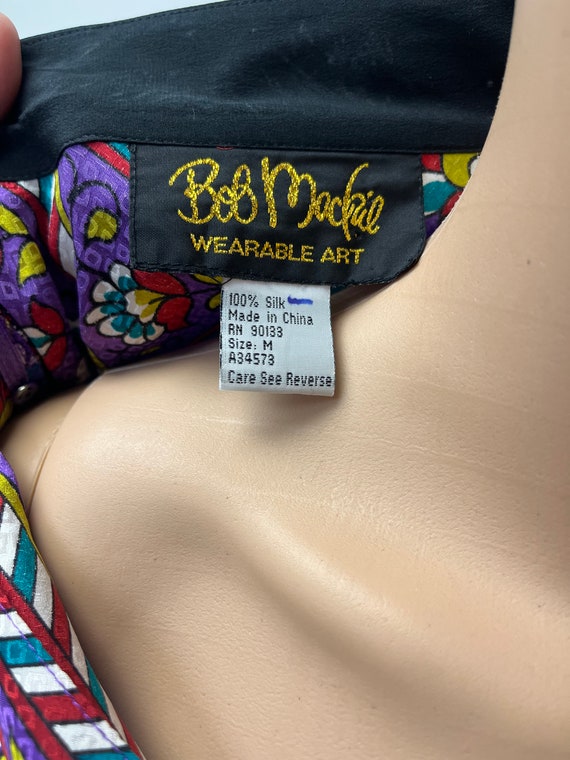 Bob Mackie
WEARABLE ART
100% Silk
Made in China
RN 90133
Size: M
A34573
Care See Reverse